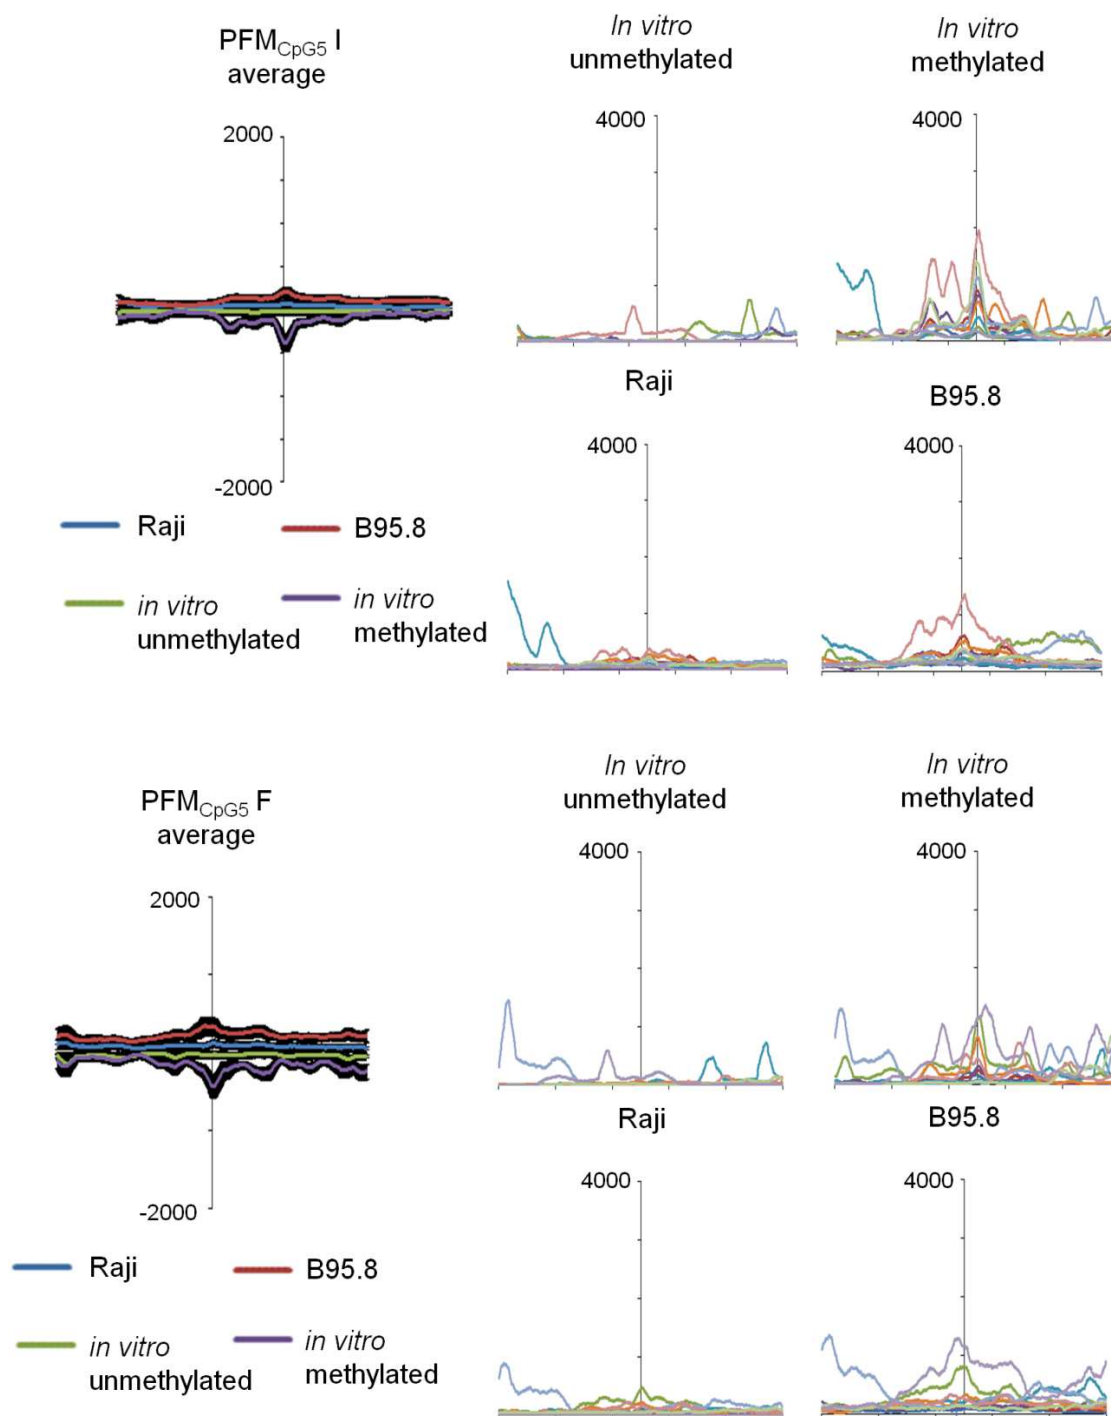 PFM_CpG5 I
average
In vitro
unmethylated
In vitro
methylated
2000
-2000
4000
4000
Raji
B95.8
4000
4000
Raji
B95.8
in vitro
unmethylated
in vitro
methylated
PFM_CpG5 F
average
In vitro
unmethylated
In vitro
methylated
2000
-2000
4000
4000
Raji
B95.8
4000
4000
Raji
B95.8
in vitro
unmethylated
in vitro
methylated